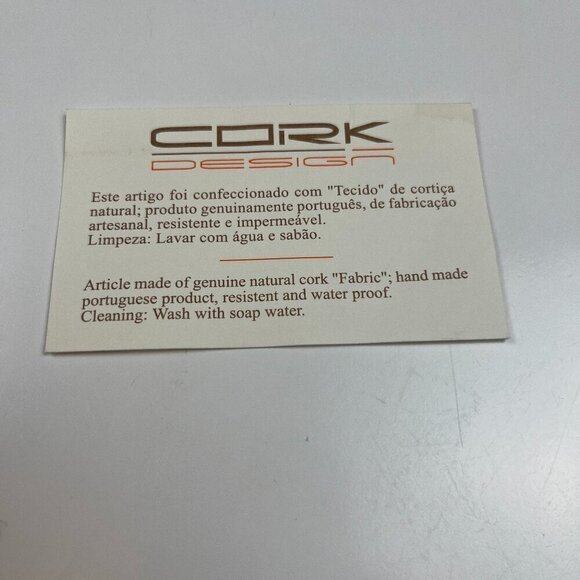 CORK
DESIGN
Este artigo foi confeccionado com "Tecido" de cortiça
natural; produto genuinamente português, de fabricação
artesanal, resistente e impermeável.
Limpeza: Lavar com água e sabão.
Article made of genuine natural cork "Fabric"; hand made
portuguese product, resistent and water proof.
Cleaning: Wash with soap water.